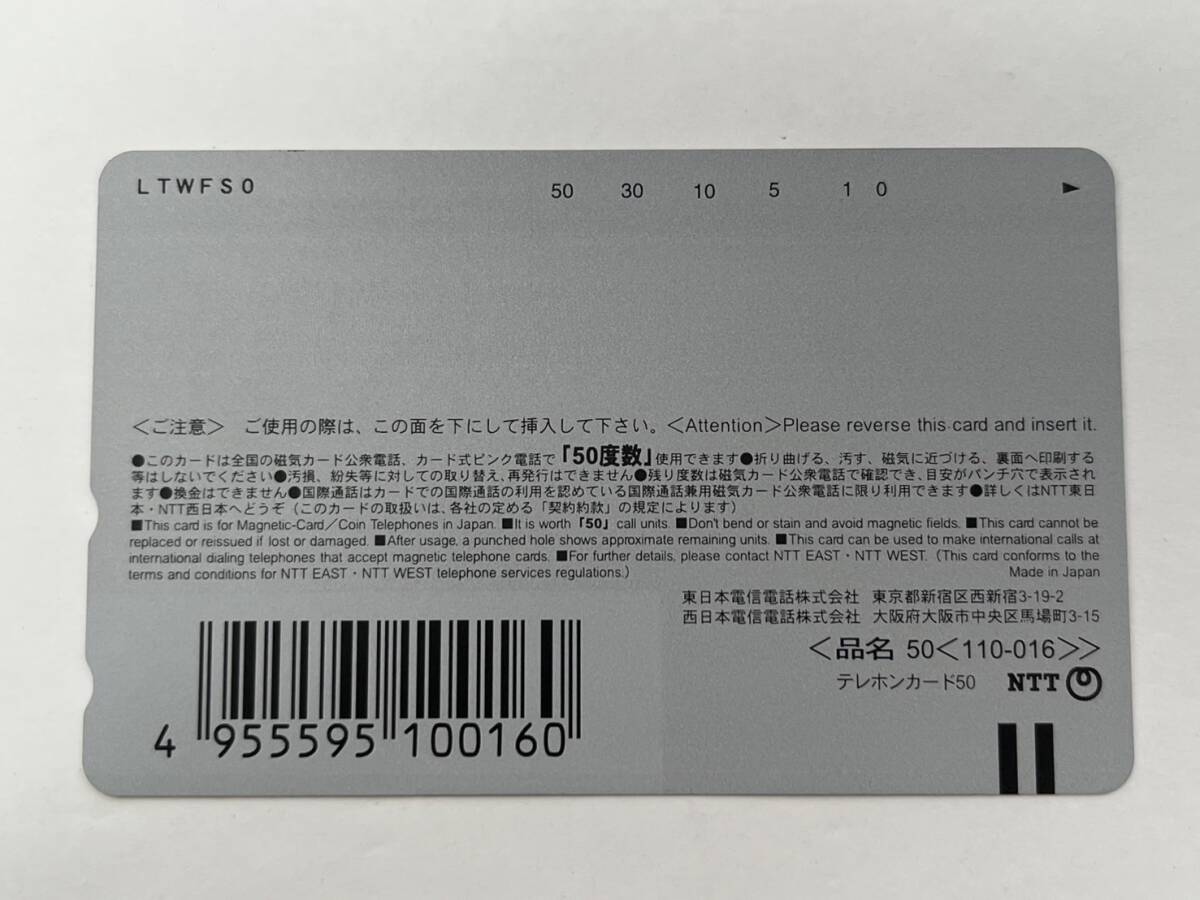 LTWFS0 50 30 10 5 1 0 ►
＜ご注意＞ ご使用の際は、この面を下にして挿入して下さい。＜Attention＞Please reverse this card and insert it.
●このカードは全国の磁気カード公衆電話、カード式ピンク電話で「50度数」使用できます●折り曲げる、汚す、磁気に近づける、裏面へ印刷する
等はしないでください●汚損、紛失等に対しての取り替え、再発行はできません●残り度数は磁気カード公衆電話で確認でき、目安がパンチ穴で表示され
ます●換金はできません●国際通話はカードでの国際通話の利用を認めている国際通話兼用磁気カード公衆電話に限り利用できます●詳しくはNTT東日
本・NTT西日本へどうぞ（このカードの取扱いは、各社の定める「契約約款」の規定によります）
■This card is for Magnetic-Card／Coin Telephones in Japan. ■It is worth「50」call units. ■Don't bend or stain and avoid magnetic fields. ■This card cannot be
replaced or reissued if lost or damaged. ■After usage, a punched hole shows approximate remaining units. ■This card can be used to make international calls at
international dialing telephones that accept magnetic telephone cards. ■For further details, please contact NTT EAST・NTT WEST.（This card conforms to the
terms and conditions for NTT EAST・NTT WEST telephone services regulations.） Made in Japan
東日本電信電話株式会社 東京都新宿区西新宿3-19-2
西日本電信電話株式会社 大阪府大阪市中央区馬場町3-15
＜品名 50＜110-016＞＞
テレホンカード50 NTT
4 955595 100160